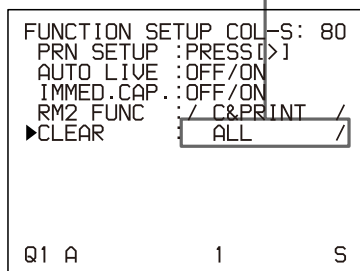 FUNCTION SETUP COL-S: 80
PRN SETUP :PRESS[>]
AUTO LIVE :OFF/ON
IMMED.CAP.:OFF/ON
RM2 FUNC :/ C&PRINT /
▶CLEAR : ALL /
Q1 A 1 S